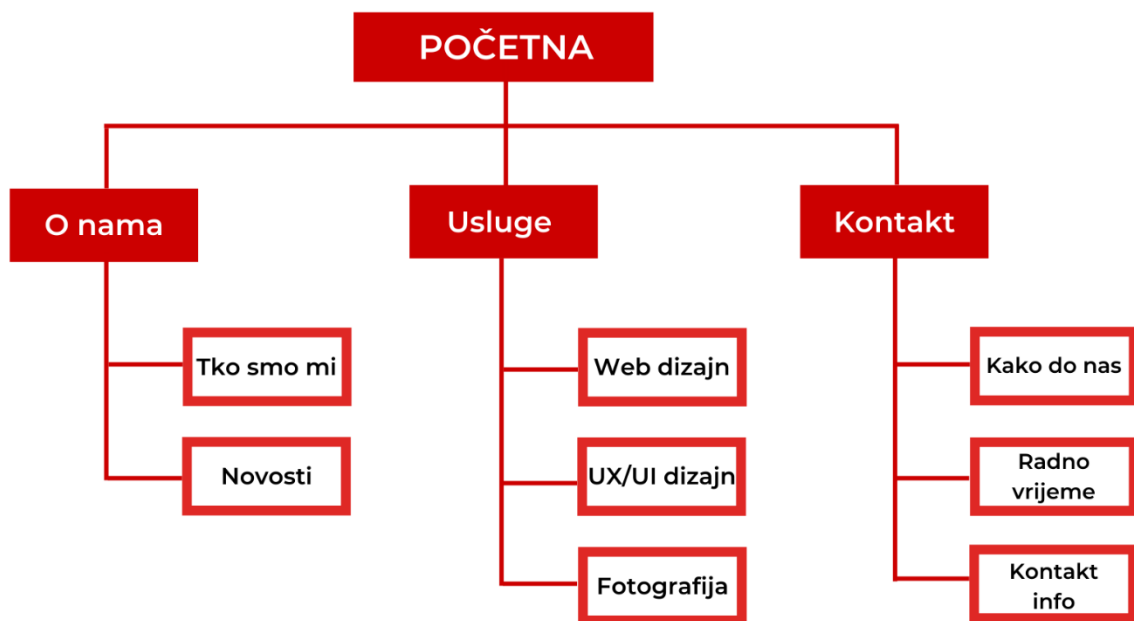 POČETNA
O nama
Usluge
Kontakt
Tko smo mi
Novosti
Web dizajn
UX/UI dizajn
Fotografija
Kako do nas
Radno
vrijeme
Kontakt
info